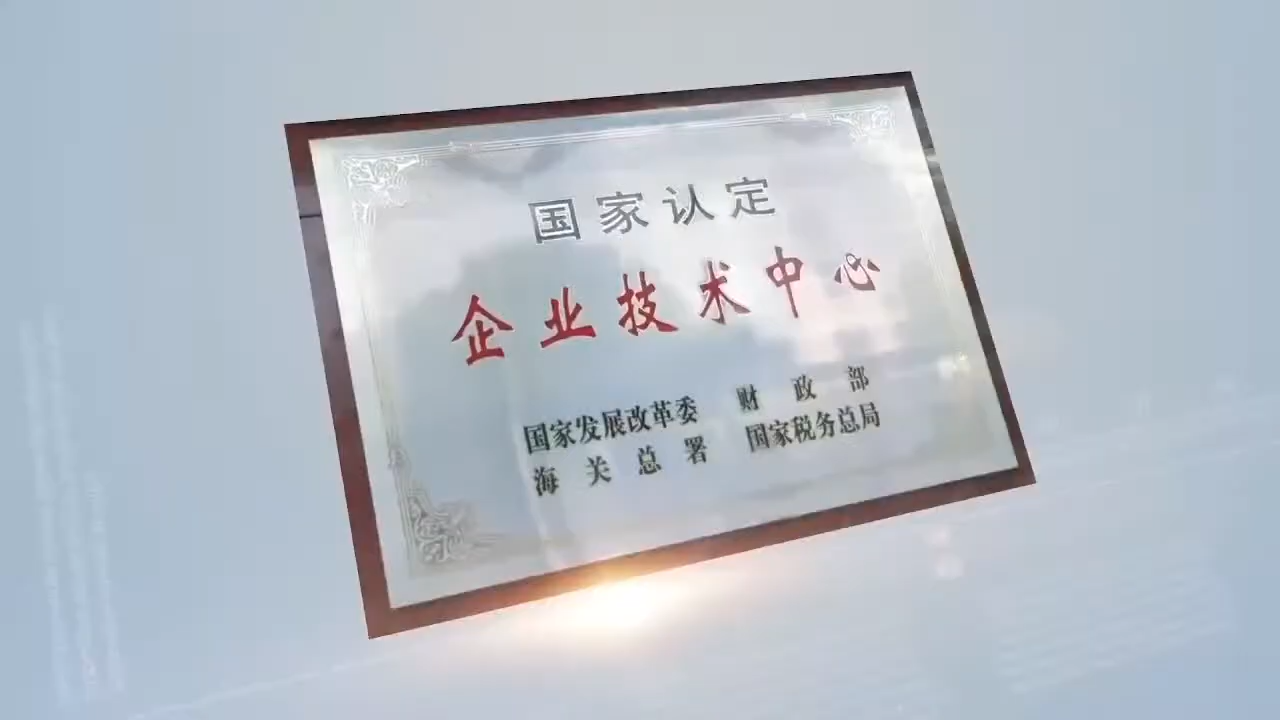 国家认定
企业技术中心
国家发展改革委 财政部
海关总署 国家税务总局